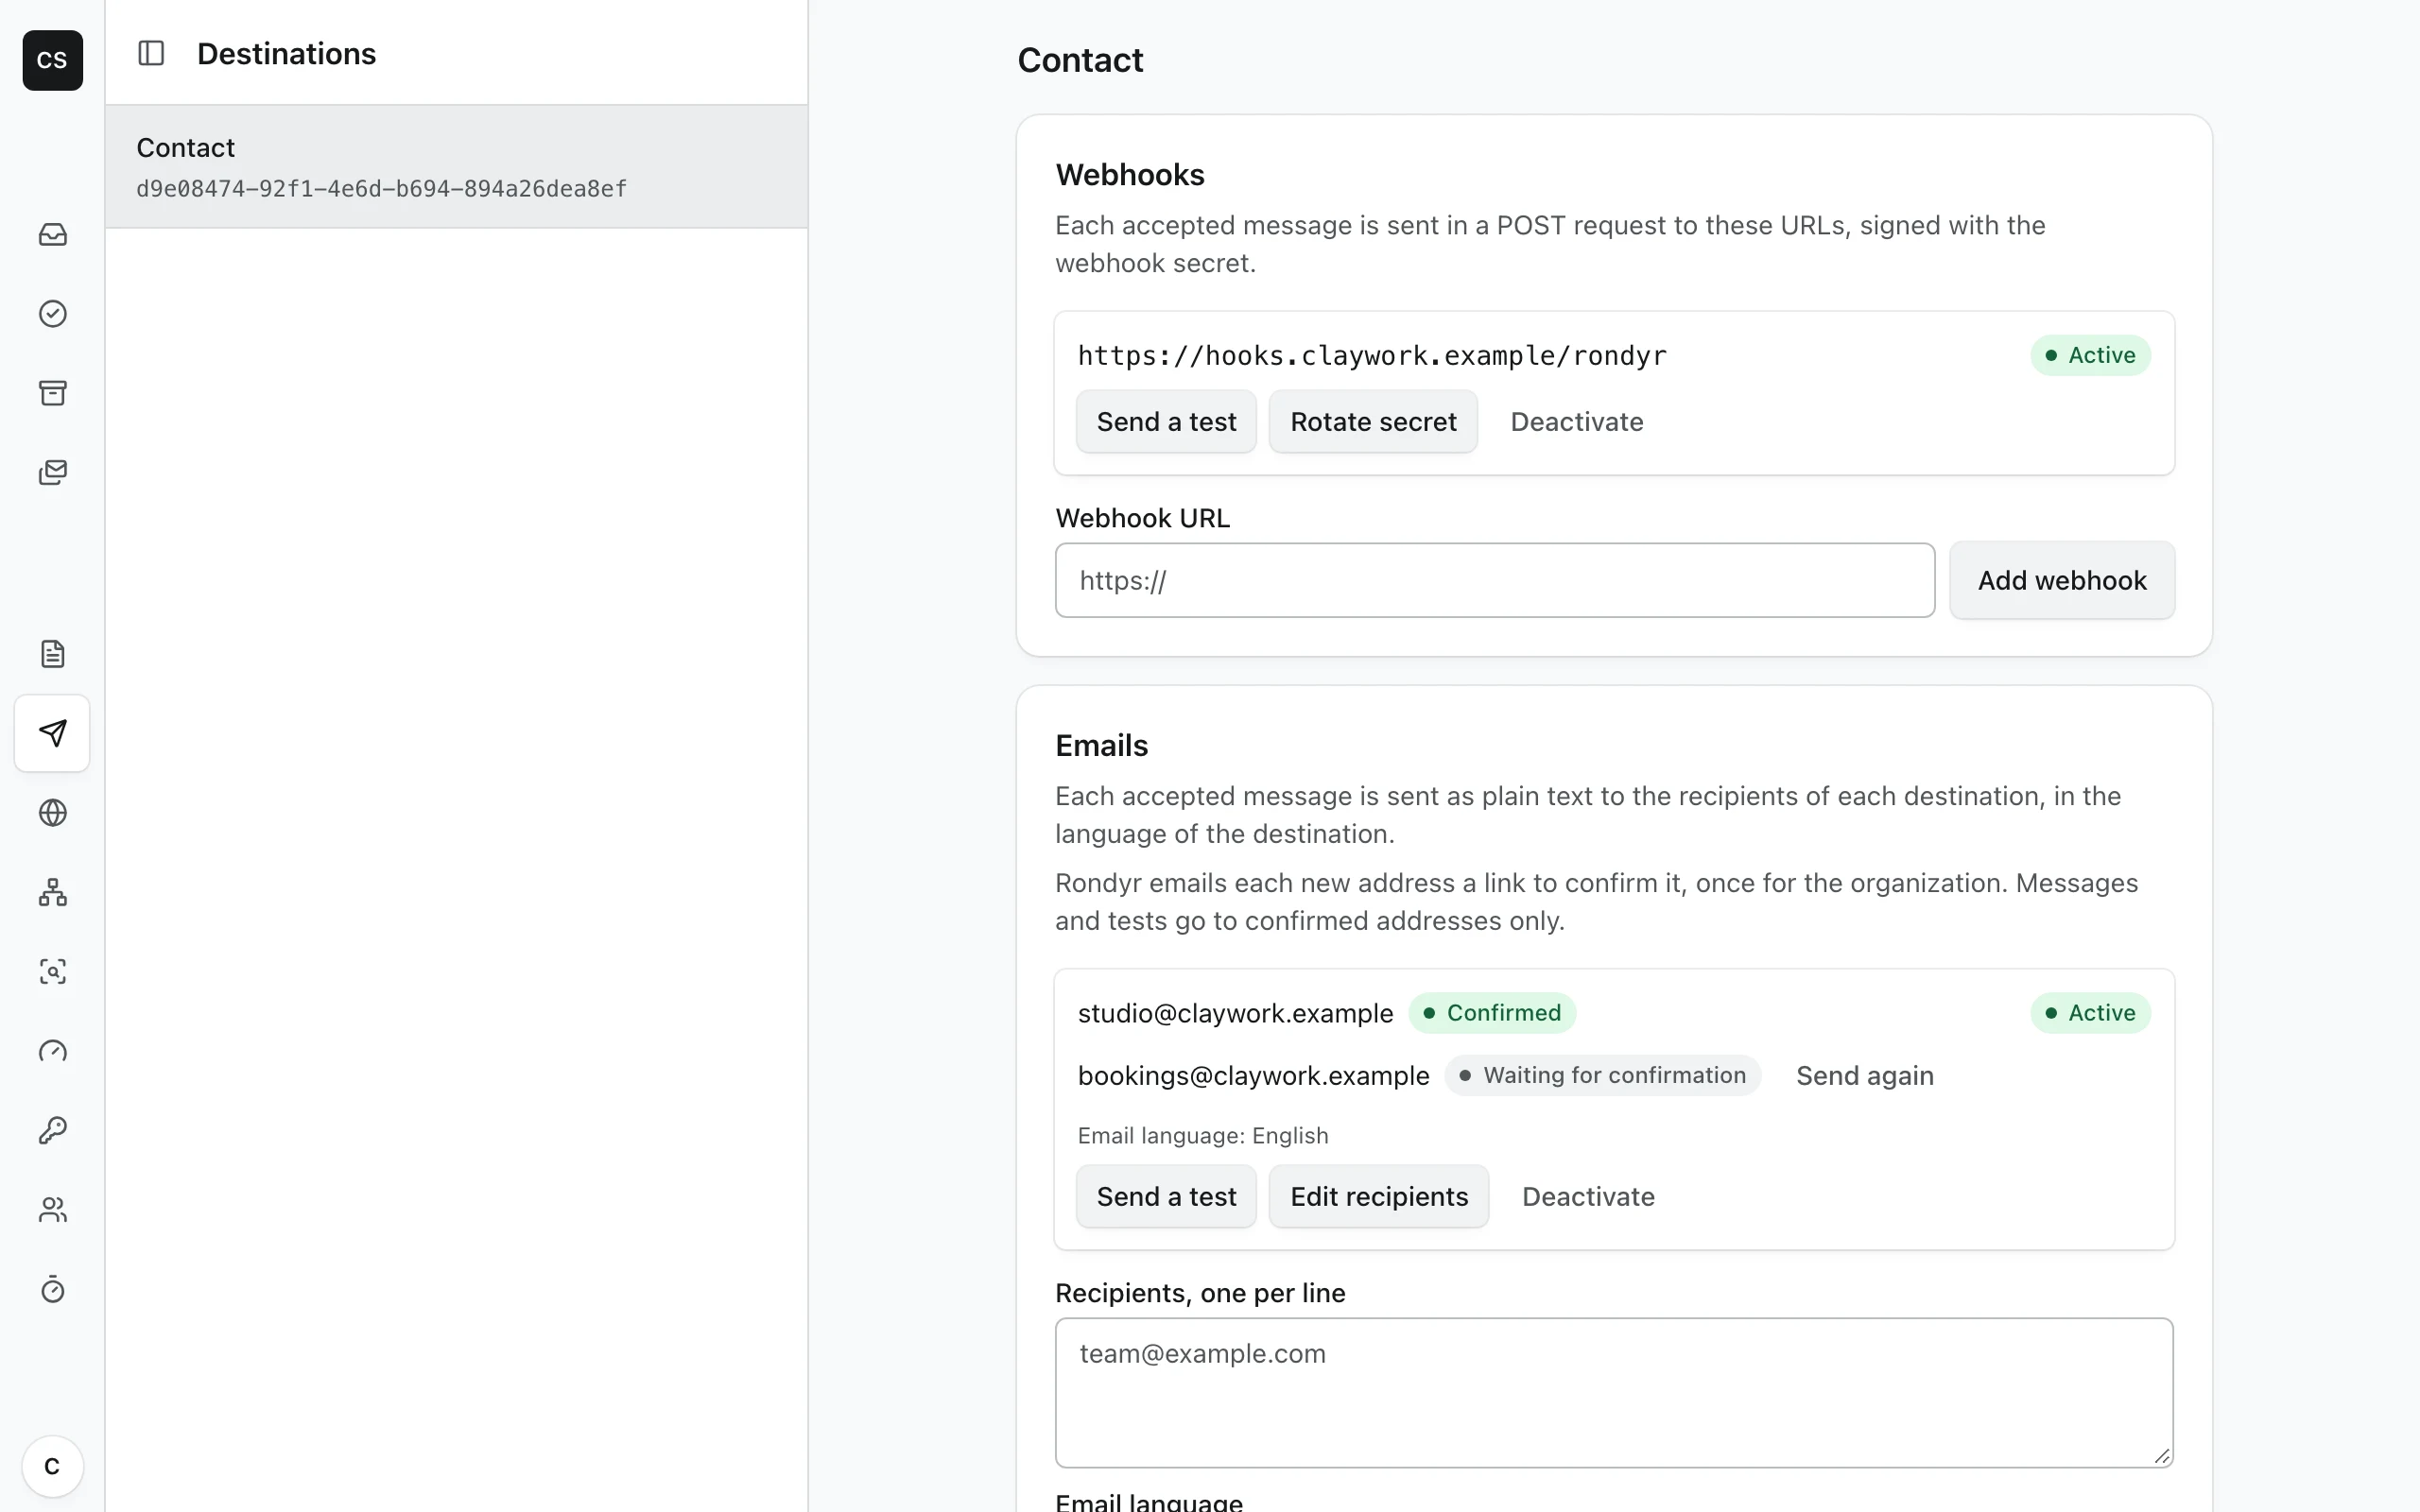 CS
Destinations
Contact
d9e08474-92f1-4e6d-b694-894a26dea8ef
C
Contact
Webhooks
Each accepted message is sent in a POST request to these URLs, signed with the
webhook secret.
https://hooks.claywork.example/rondyr
Active
Send a test
Rotate secret
Deactivate
Webhook URL
https://
Add webhook
Emails
Each accepted message is sent as plain text to the recipients of each destination, in the
language of the destination.
Rondyr emails each new address a link to confirm it, once for the organization. Messages
and tests go to confirmed addresses only.
studio@claywork.example
Confirmed
Active
bookings@claywork.example
Waiting for confirmation
Send again
Email language: English
Send a test
Edit recipients
Deactivate
Recipients, one per line
team@example.com
Email language